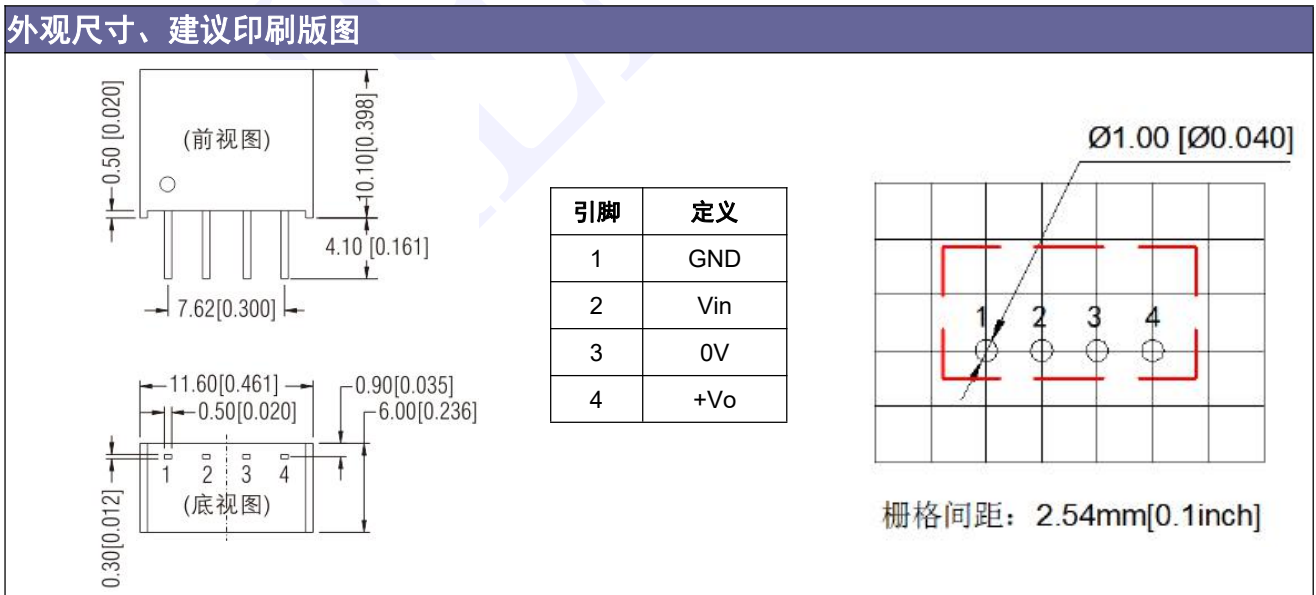 外观尺寸、建议印刷版图
0.50 [0.020]
(前视图)
10.10[0.398]
4.10 [0.161]
7.62[0.300]
11.60[0.461]
0.90[0.035]
0.50[0.020]
6.00[0.236]
1 2 3 4
(底视图)
0.30[0.012]
引脚 定义
1 GND
2 Vin
3 0V
4 +Vo
Ø1.00 [Ø0.040]
1 2 3 4
栅格间距：2.54mm[0.1inch]